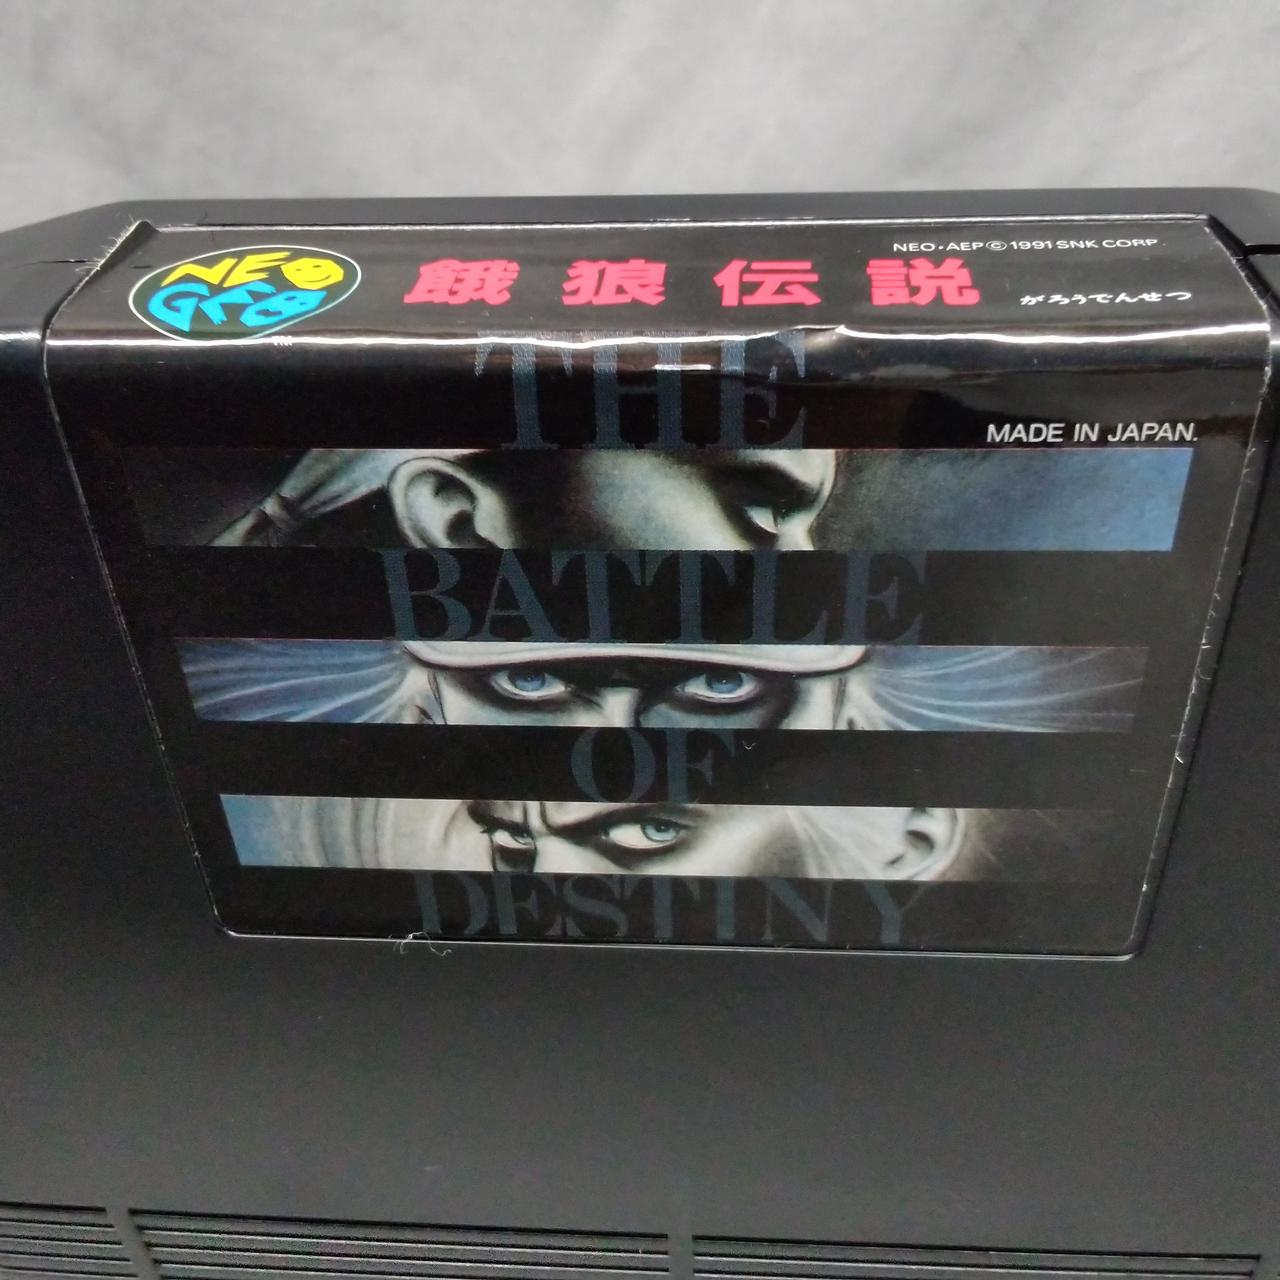 NEO•AEP©1991 SNK CORP.
NEO
GEO
TM
餓狼伝説
がろうでんせつ
THE
MADE IN JAPAN.
BATTLE
OF
DESTINY